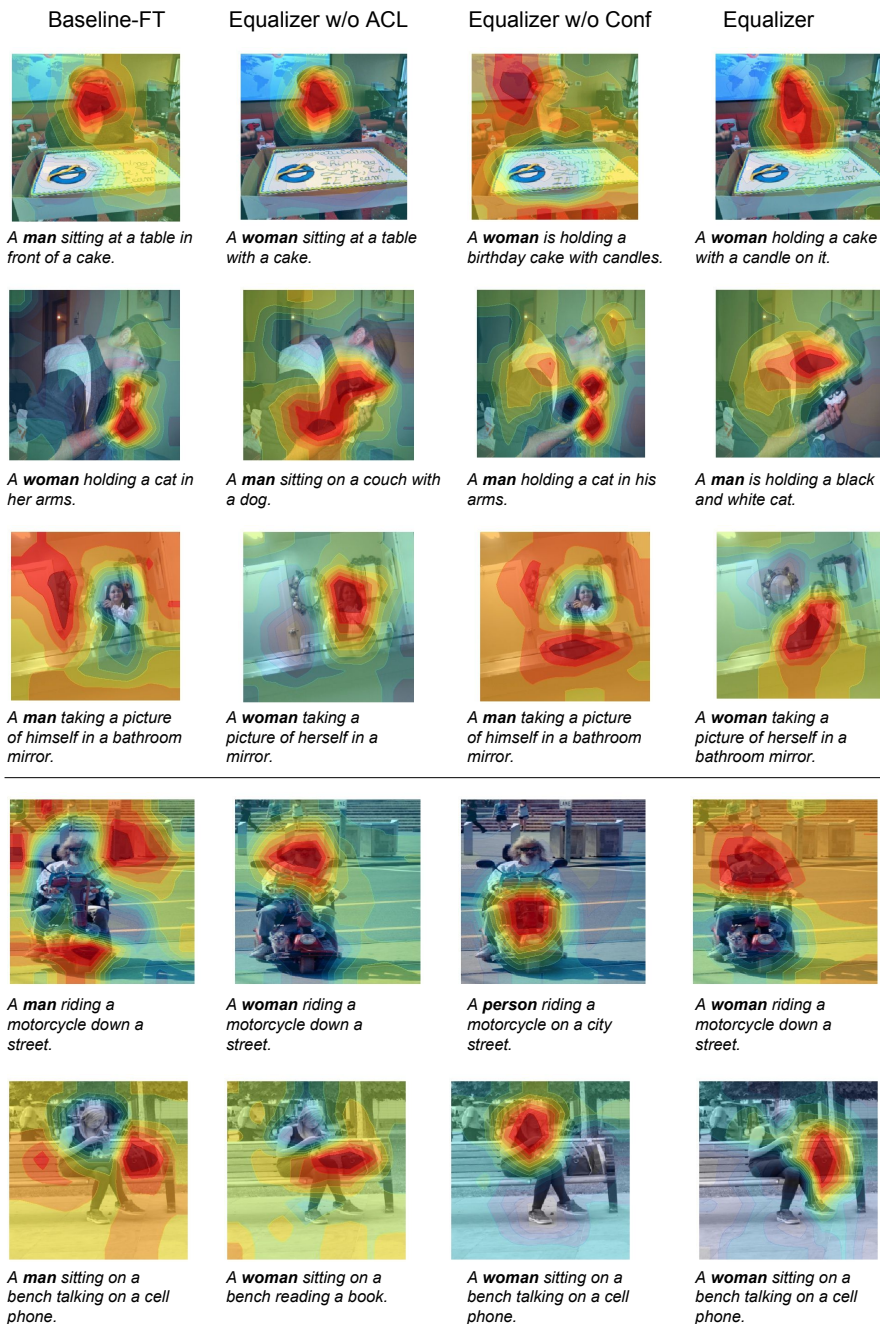 Baseline-FT Equalizer w/o ACL Equalizer w/o Conf Equalizer
Congratulations
on
Shipping,
A man sitting at a table in
front of a cake.
A woman sitting at a table
with a cake.
A woman is holding a
birthday cake with candles.
A woman holding a cake
with a candle on it.
A woman holding a cat in
her arms.
A man sitting on a couch with
a dog.
A man holding a cat in his
arms.
A man is holding a black
and white cat.
A man taking a picture
of himself in a bathroom
mirror.
A woman taking a
picture of herself in a
mirror.
A man taking a picture
of himself in a bathroom
mirror.
A woman taking a
picture of herself in a
bathroom mirror.
A man riding a
motorcycle down a
street.
A woman riding a
motorcycle down a
street.
A person riding a
motorcycle on a city
street.
A woman riding a
motorcycle down a
street.
A man sitting on a
bench talking on a cell
phone.
A woman sitting on a
bench reading a book.
A woman sitting on a
bench talking on a cell
phone.
A woman sitting on a
bench talking on a cell
phone.